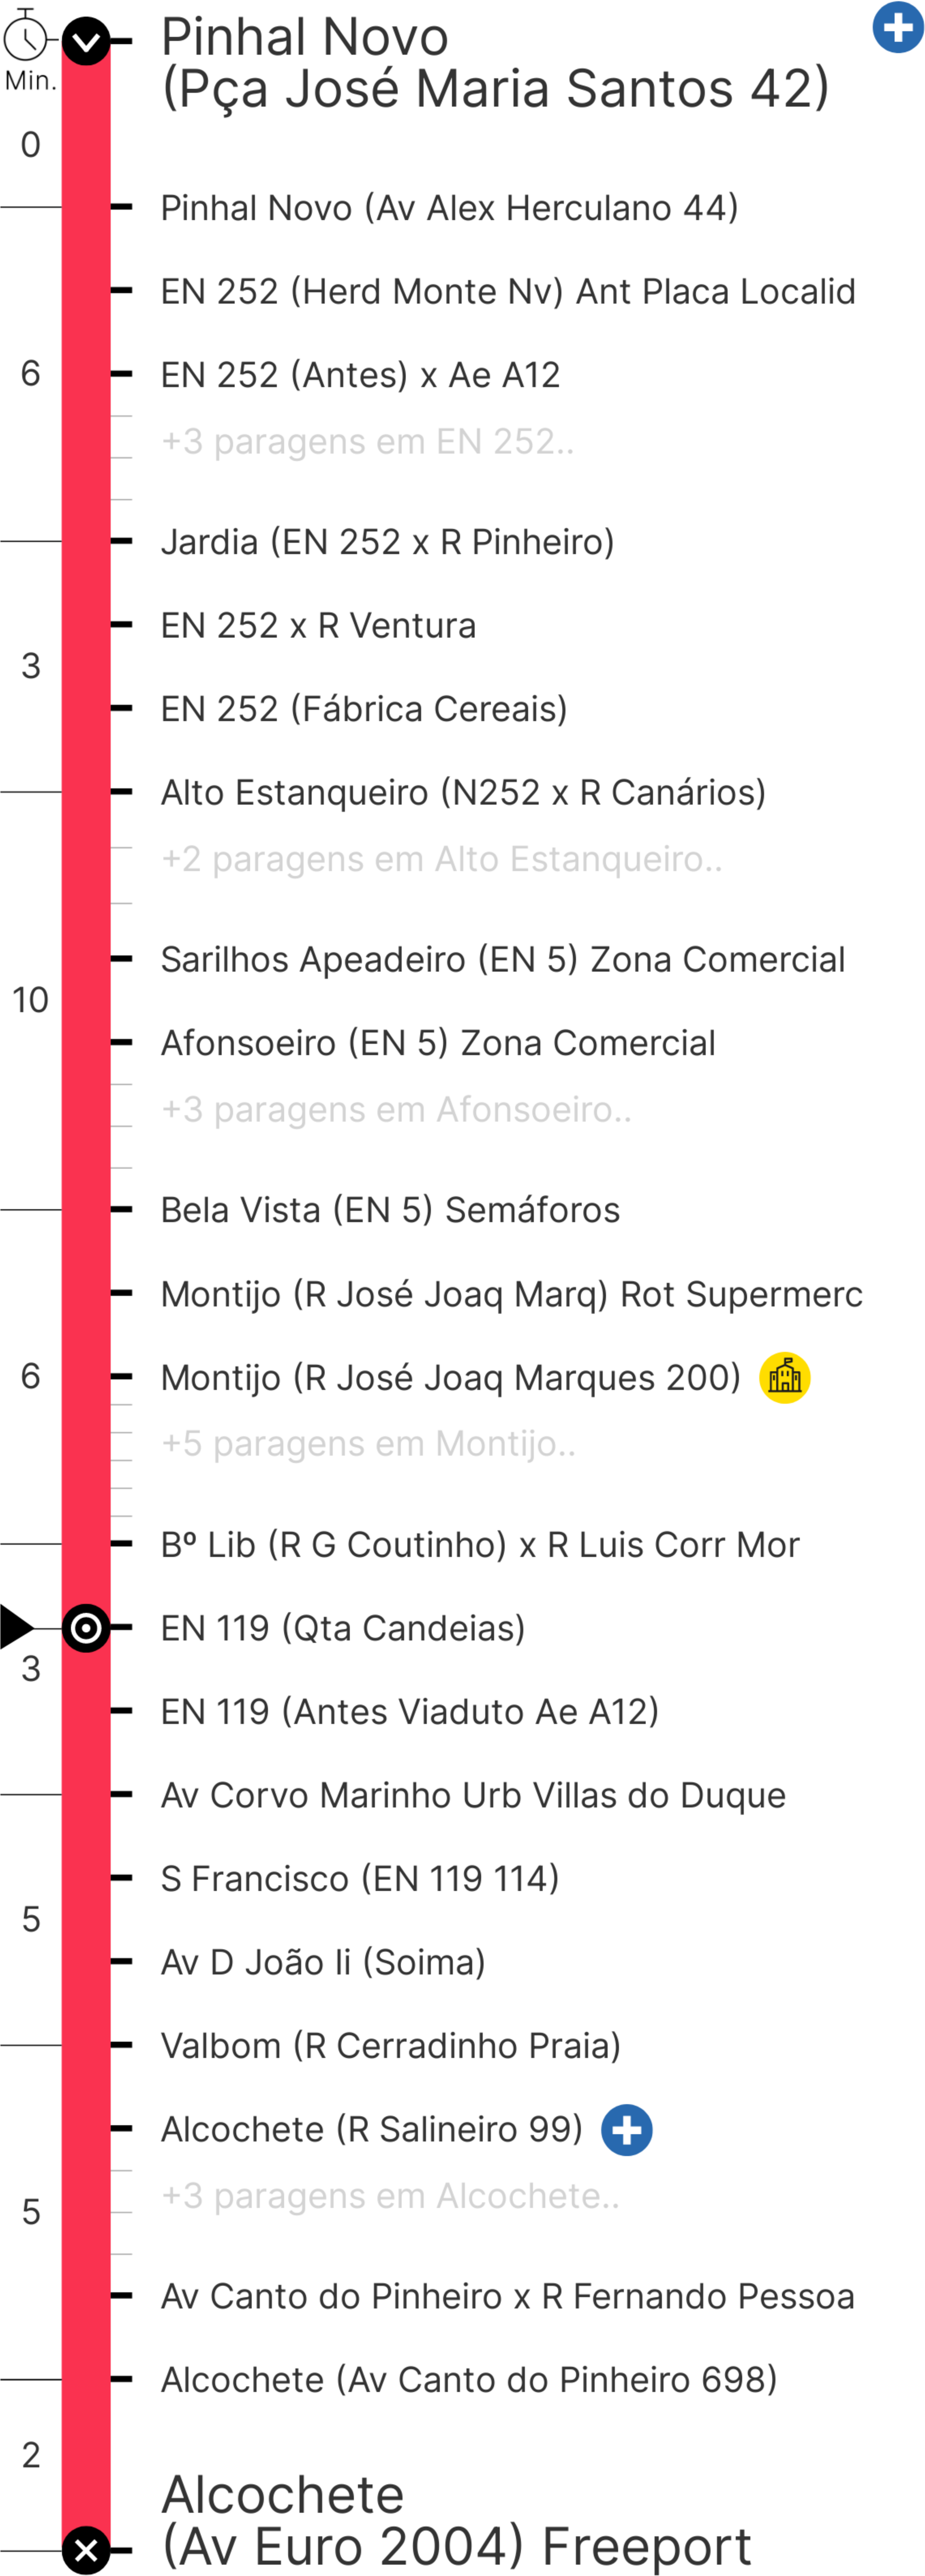 Pinhal Novo
(Pça José Maria Santos 42)
Min.
0
Pinhal Novo (Av Alex Herculano 44)
EN 252 (Herd Monte Nv) Ant Placa Localid
6
EN 252 (Antes) x Ae A12
+3 paragens em EN 252..
Jardia (EN 252 x R Pinheiro)
EN 252 x R Ventura
3
EN 252 (Fábrica Cereais)
Alto Estanqueiro (N252 x R Canários)
+2 paragens em Alto Estanqueiro..
Sarilhos Apeadeiro (EN 5) Zona Comercial
10
Afonsoeiro (EN 5) Zona Comercial
+3 paragens em Afonsoeiro..
Bela Vista (EN 5) Semáforos
Montijo (R José Joaq Marq) Rot Supermerc
6
Montijo (R José Joaq Marques 200)
+5 paragens em Montijo..
Bº Lib (R G Coutinho) x R Luis Corr Mor
EN 119 (Qta Candeias)
3
EN 119 (Antes Viaduto Ae A12)
Av Corvo Marinho Urb Villas do Duque
S Francisco (EN 119 114)
5
Av D João Ii (Soima)
Valbom (R Cerradinho Praia)
Alcochete (R Salineiro 99)
+3 paragens em Alcochete..
5
Av Canto do Pinheiro x R Fernando Pessoa
Alcochete (Av Canto do Pinheiro 698)
2
Alcochete
(Av Euro 2004) Freeport